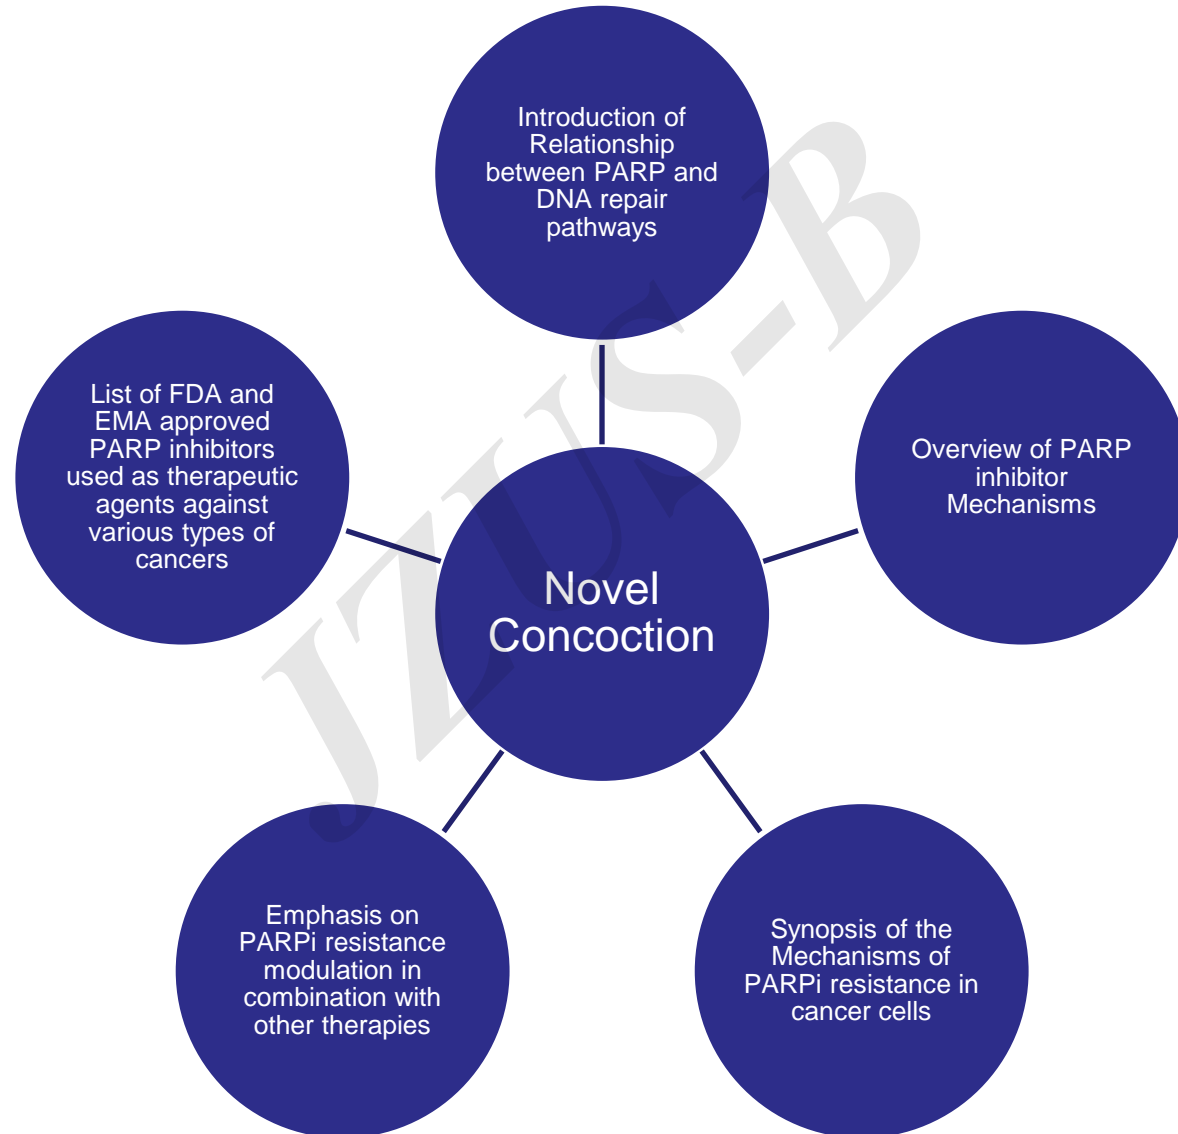 Introduction of
Relationship
between PARP and
DNA repair
pathways
List of FDA and
EMA approved
PARP inhibitors
used as therapeutic
agents against
various types of
cancers
Overview of PARP
inhibitor
Mechanisms
Novel
Concoction
Emphasis on
PARPi resistance
modulation in
combination with
other therapies
Synopsis of the
Mechanisms of
PARPi resistance in
cancer cells
JZUS-B